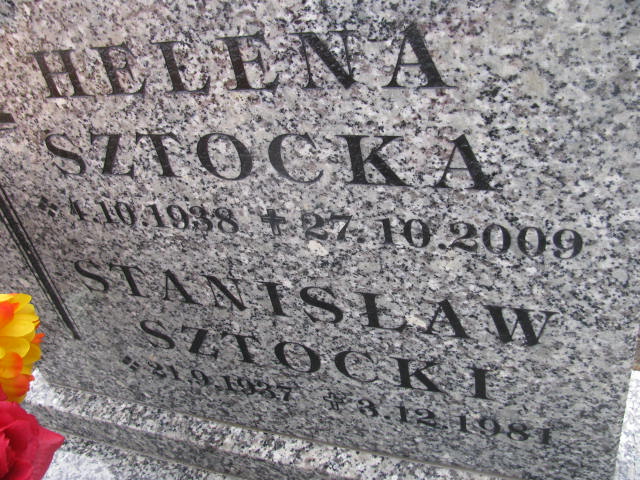 HELENA
SZTOCKA
* 4.10.1938 ✝ 27.10.2009
STANISŁAW
SZTOCKI
* 21.9.1937 ✝ 3.12.1981